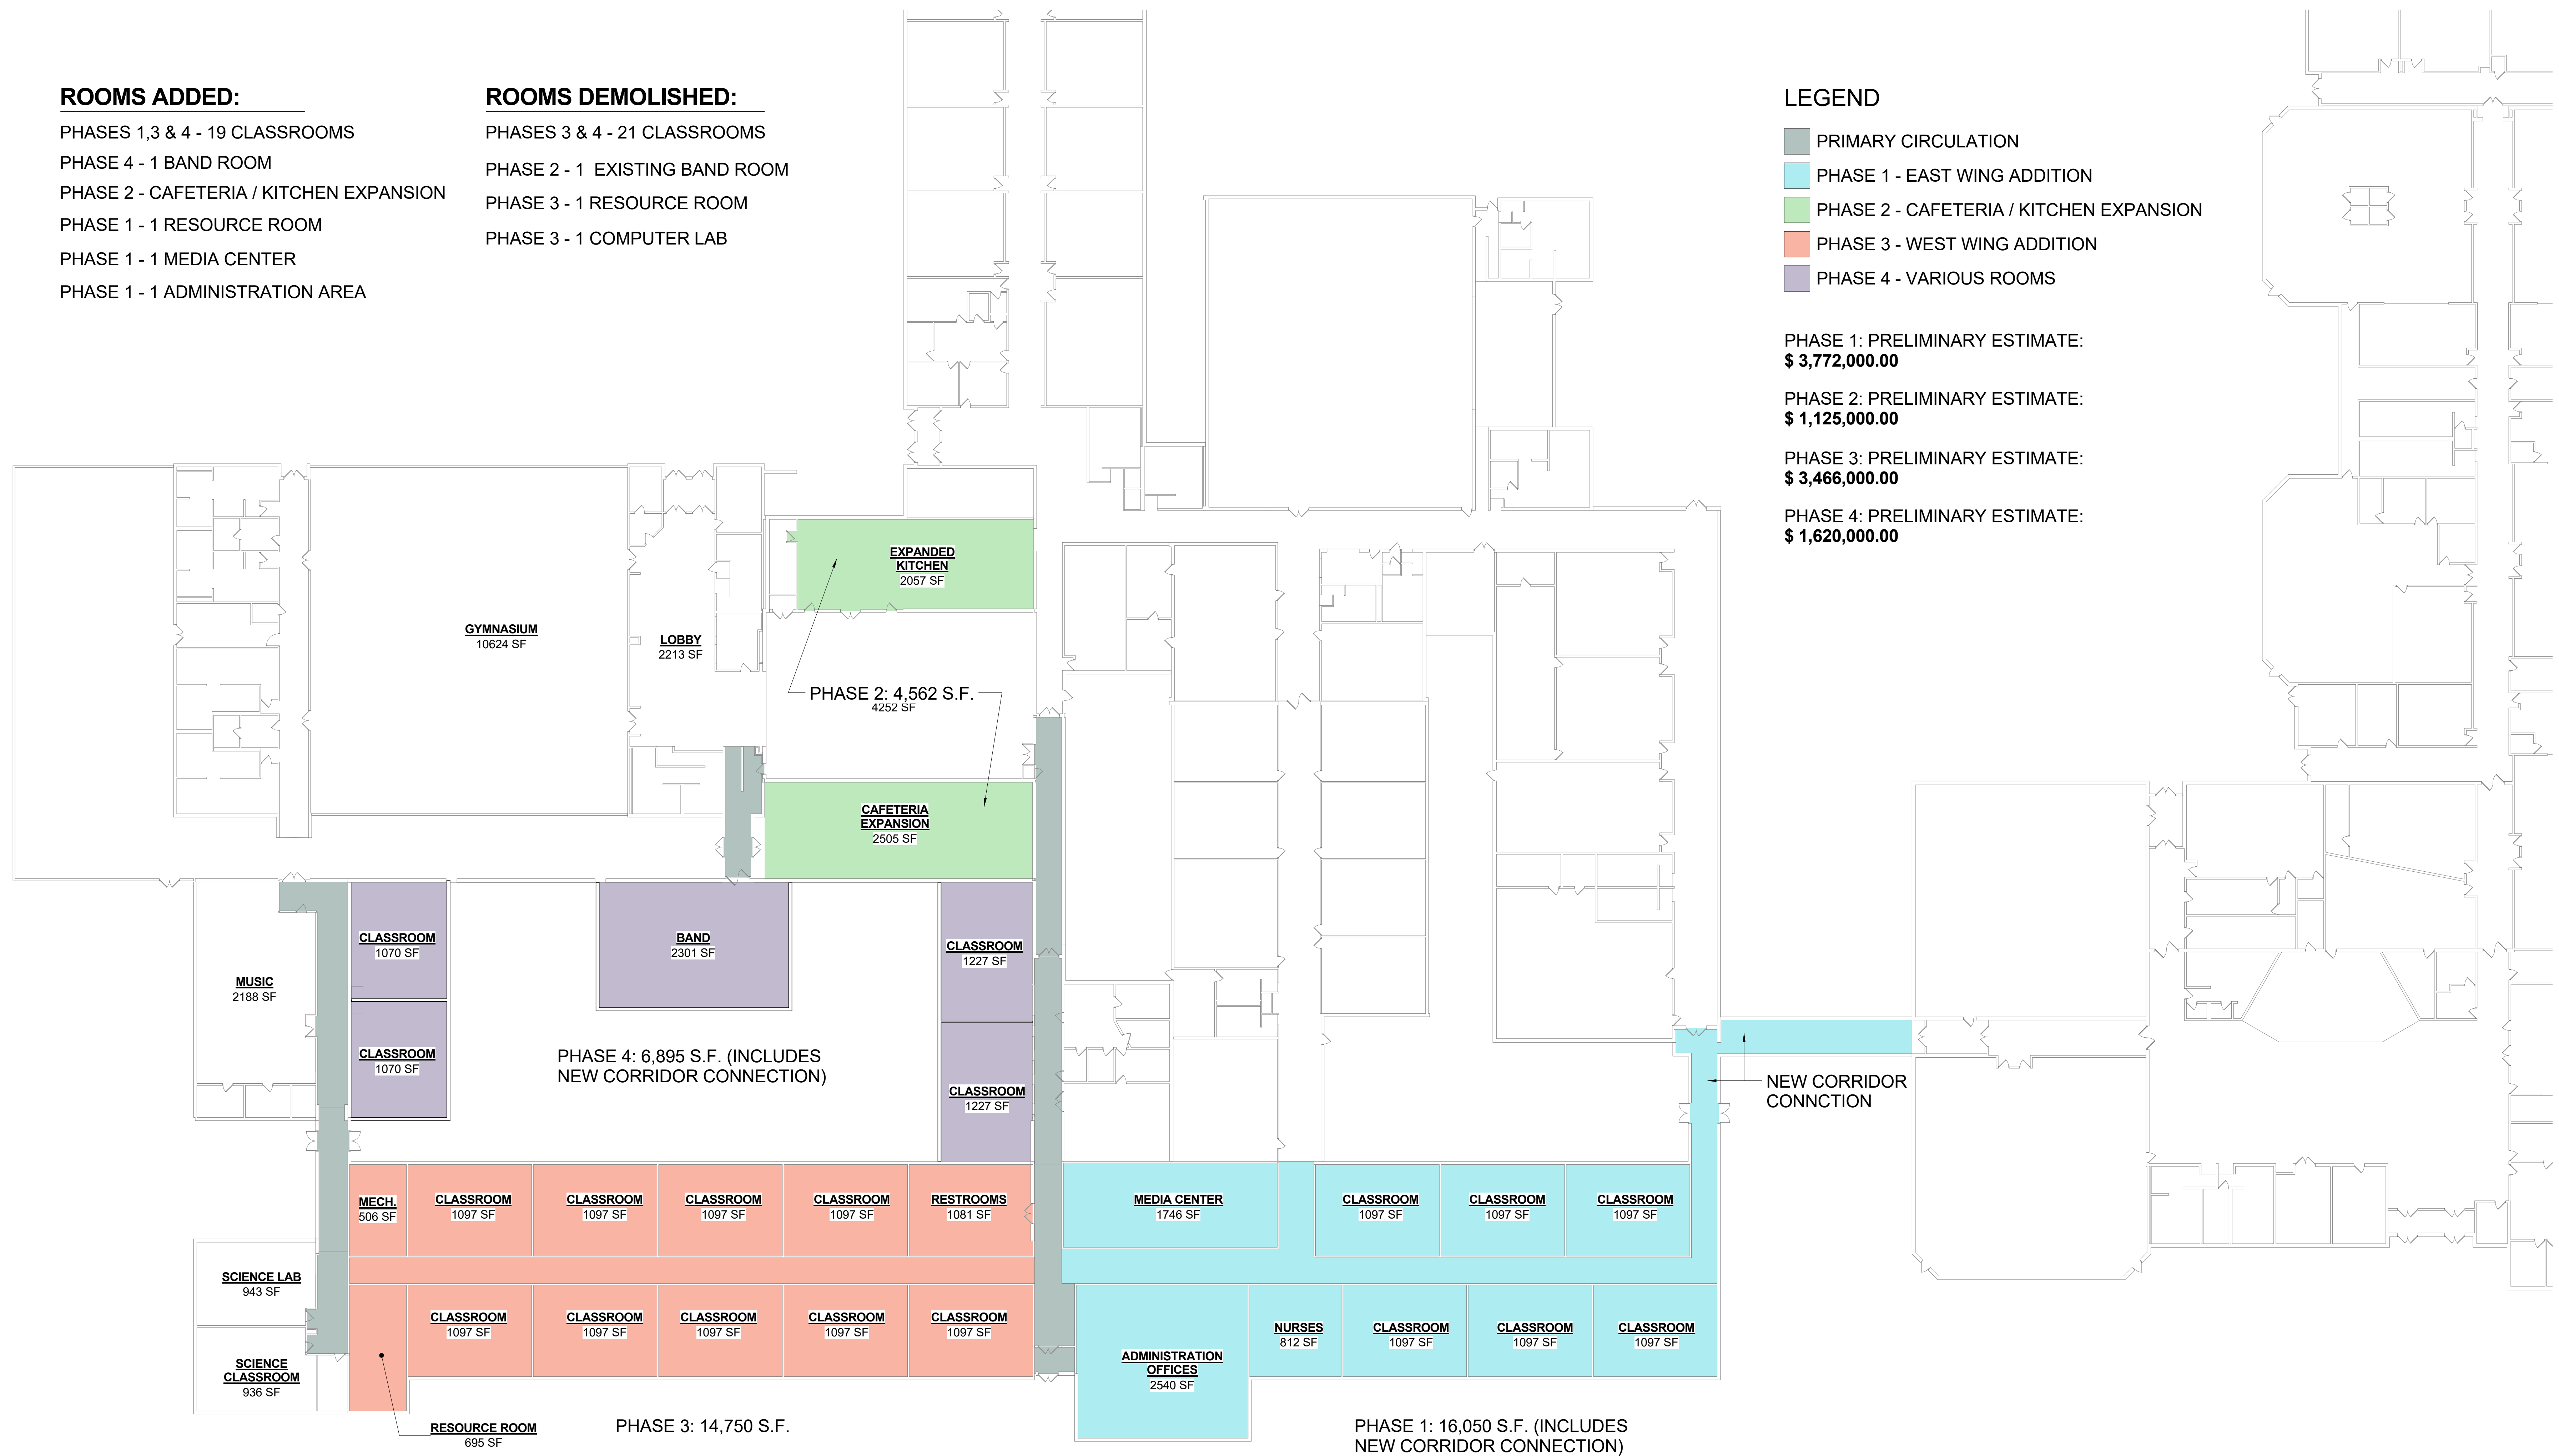 ROOMS ADDED:
PHASES 1,3 & 4 - 19 CLASSROOMS
PHASE 4 - 1 BAND ROOM
PHASE 2 - CAFETERIA / KITCHEN EXPANSION
PHASE 1 - 1 RESOURCE ROOM
PHASE 1 - 1 MEDIA CENTER
PHASE 1 - 1 ADMINISTRATION AREA
ROOMS DEMOLISHED:
PHASES 3 & 4 - 21 CLASSROOMS
PHASE 2 - 1 EXISTING BAND ROOM
PHASE 3 - 1 RESOURCE ROOM
PHASE 3 - 1 COMPUTER LAB
LEGEND
PRIMARY CIRCULATION
PHASE 1 - EAST WING ADDITION
PHASE 2 - CAFETERIA / KITCHEN EXPANSION
PHASE 3 - WEST WING ADDITION
PHASE 4 - VARIOUS ROOMS
PHASE 1: PRELIMINARY ESTIMATE:
$ 3,772,000.00
PHASE 2: PRELIMINARY ESTIMATE:
$ 1,125,000.00
PHASE 3: PRELIMINARY ESTIMATE:
$ 3,466,000.00
PHASE 4: PRELIMINARY ESTIMATE:
$ 1,620,000.00
EXPANDED
KITCHEN
2057 SF
GYMNASIUM
10624 SF
LOBBY
2213 SF
PHASE 2: 4,562 S.F.
4252 SF
CAFETERIA
EXPANSION
2505 SF
CLASSROOM
1070 SF
BAND
2301 SF
CLASSROOM
1227 SF
MUSIC
2188 SF
CLASSROOM
1070 SF
PHASE 4: 6,895 S.F. (INCLUDES
NEW CORRIDOR CONNECTION)
CLASSROOM
1227 SF
NEW CORRIDOR
CONNCTION
MECH.
506 SF
CLASSROOM
1097 SF
CLASSROOM
1097 SF
CLASSROOM
1097 SF
CLASSROOM
1097 SF
RESTROOMS
1081 SF
MEDIA CENTER
1746 SF
CLASSROOM
1097 SF
CLASSROOM
1097 SF
CLASSROOM
1097 SF
SCIENCE LAB
943 SF
SCIENCE
CLASSROOM
936 SF
CLASSROOM
1097 SF
CLASSROOM
1097 SF
CLASSROOM
1097 SF
CLASSROOM
1097 SF
CLASSROOM
1097 SF
ADMINISTRATION
OFFICES
2540 SF
NURSES
812 SF
CLASSROOM
1097 SF
CLASSROOM
1097 SF
CLASSROOM
1097 SF
RESOURCE ROOM
695 SF
PHASE 3: 14,750 S.F.
PHASE 1: 16,050 S.F. (INCLUDES
NEW CORRIDOR CONNECTION)